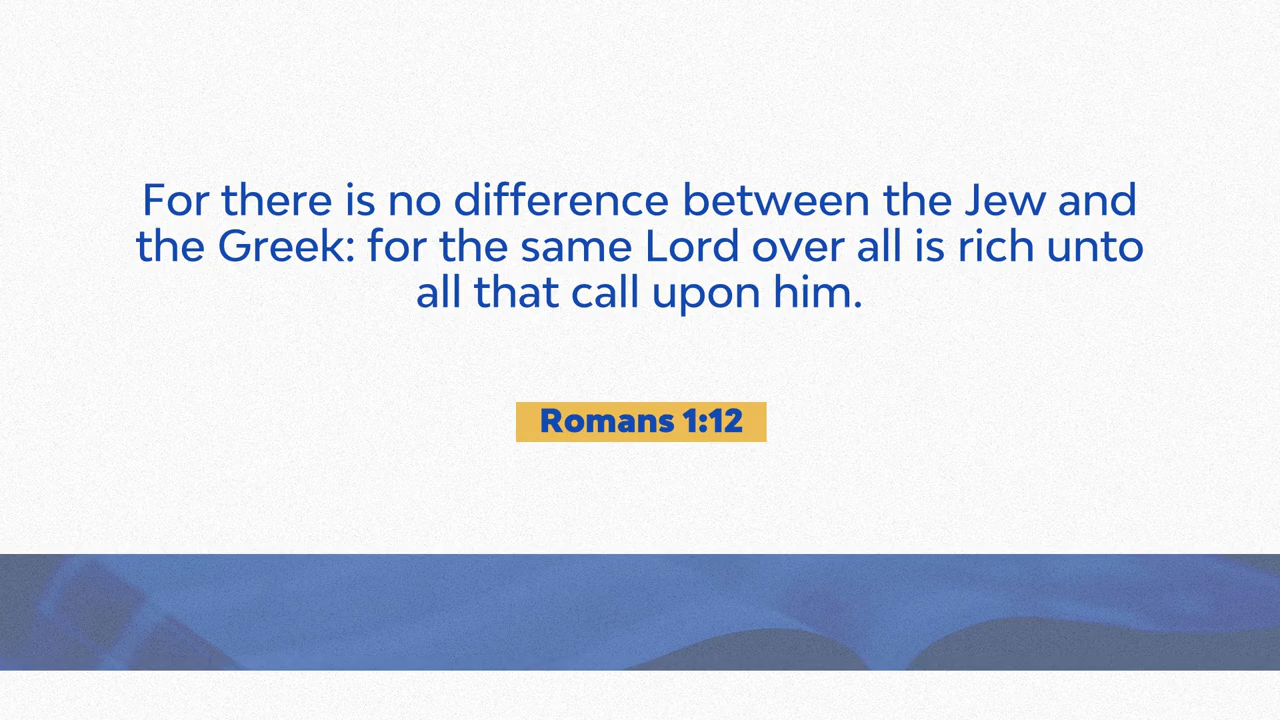 For there is no difference between the Jew and
the Greek: for the same Lord over all is rich unto
all that call upon him.
Romans 1:12